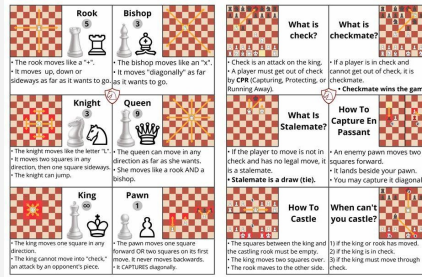 Rook
5
• The rook moves like a "+".
• It moves up, down or
sideways as far as it wants to go.
Bishop
3
• The bishop moves like an "x".
• It moves "diagonally" as far
as it wants to go.
Knight
3
• The knight moves like the letter "L".
• It moves two squares in any
direction, then one square sideways.
• The knight can jump.
Queen
9
• The queen can move in any
direction as far as she wants.
• She moves like a rook AND a
bishop.
King
∞
• The king moves one square in any
direction.
• The king cannot move into "check,"
an attack by an opponent's piece.
Pawn
1
• The pawn moves one square
forward OR two squares on its first
move. It never moves backwards.
• It CAPTURES diagonally.
What is
check?
• Check is an attack on the king.
• A player must get out of check
by CPR (Capturing, Protecting, or
Running Away).
What is
checkmate?
• If a player is in check and
cannot get out of check, it is
checkmate.
• Checkmate wins the gam
What Is
Stalemate?
• If the player to move is not in
check and has no legal move, it
is a stalemate.
• Stalemate is a draw (tie).
How To
Capture En
Passant
• An enemy pawn moves two
squares forward.
• It lands beside your pawn.
• You may capture it diagonal
How To
Castle
• The squares between the king and
the castling rook must be empty.
• The king moves two squares over.
• The rook moves to the other side.
When can't
you castle?
1) if the king or rook has moved.
2) if the king is in check.
3) if the king must move through
check.